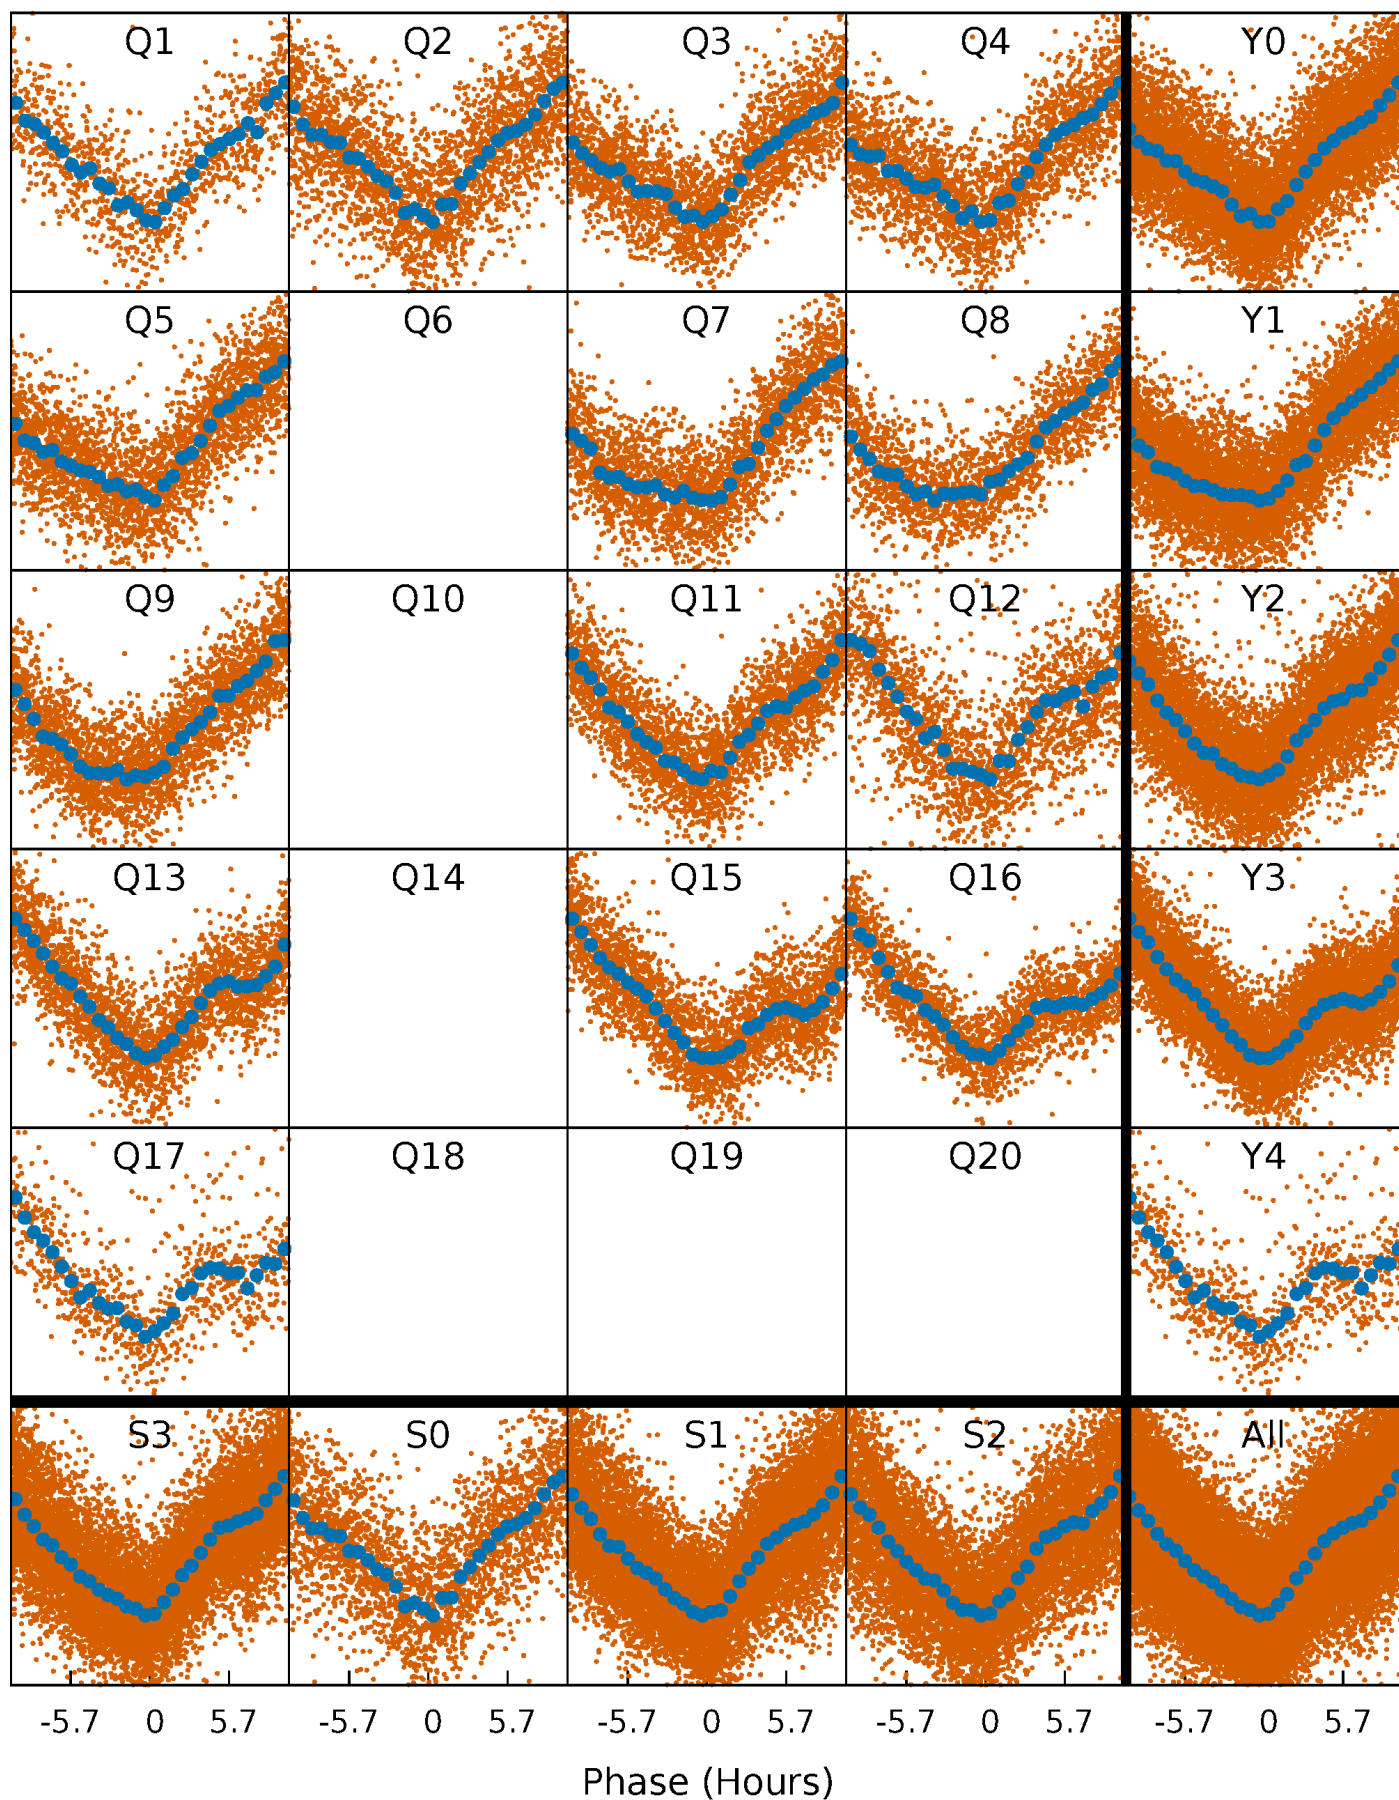 Q1 Q2 Q3 Q4 Y0
Q5 Q6 Q7 Q8 Y1
Q9 Q10 Q11 Q12 Y2
Q13 Q14 Q15 Q16 Y3
Q17 Q18 Q19 Q20 Y4
S3 S0 S1 S2 All
-5.7 0 5.7 -5.7 0 5.7 -5.7 0 5.7 -5.7 0 5.7 -5.7 0 5.7
Phase (Hours)